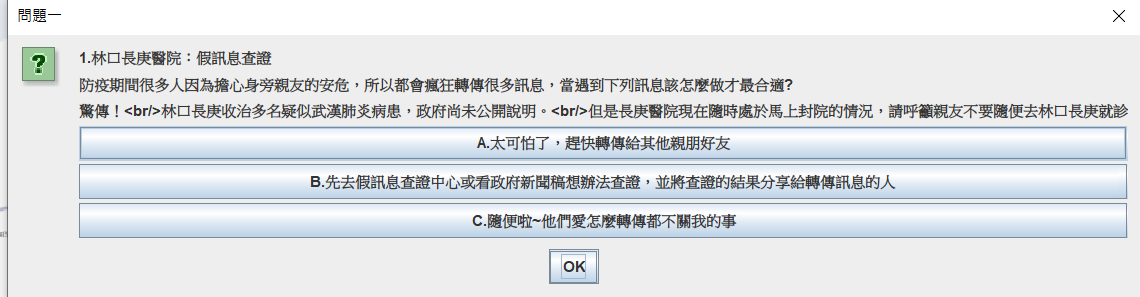 問題一
1.林口長庚醫院：假訊息查證
防疫期間很多人因為擔心身旁親友的安危，所以都會瘋狂轉傳很多訊息，當遇到下列訊息該怎麼做才最合適?
驚傳！<br/>林口長庚收治多名疑似武漢肺炎病患，政府尚未公開說明。<br/>但是長庚醫院現在隨時處於馬上封院的情況，請呼籲親友不要隨便去林口長庚就診
A.太可怕了，趕快轉傳給其他親朋好友
B.先去假訊息查證中心或看政府新聞稿想辦法查證，並將查證的結果分享給轉傳訊息的人
C.隨便啦~他們愛怎麼轉傳都不關我的事
OK